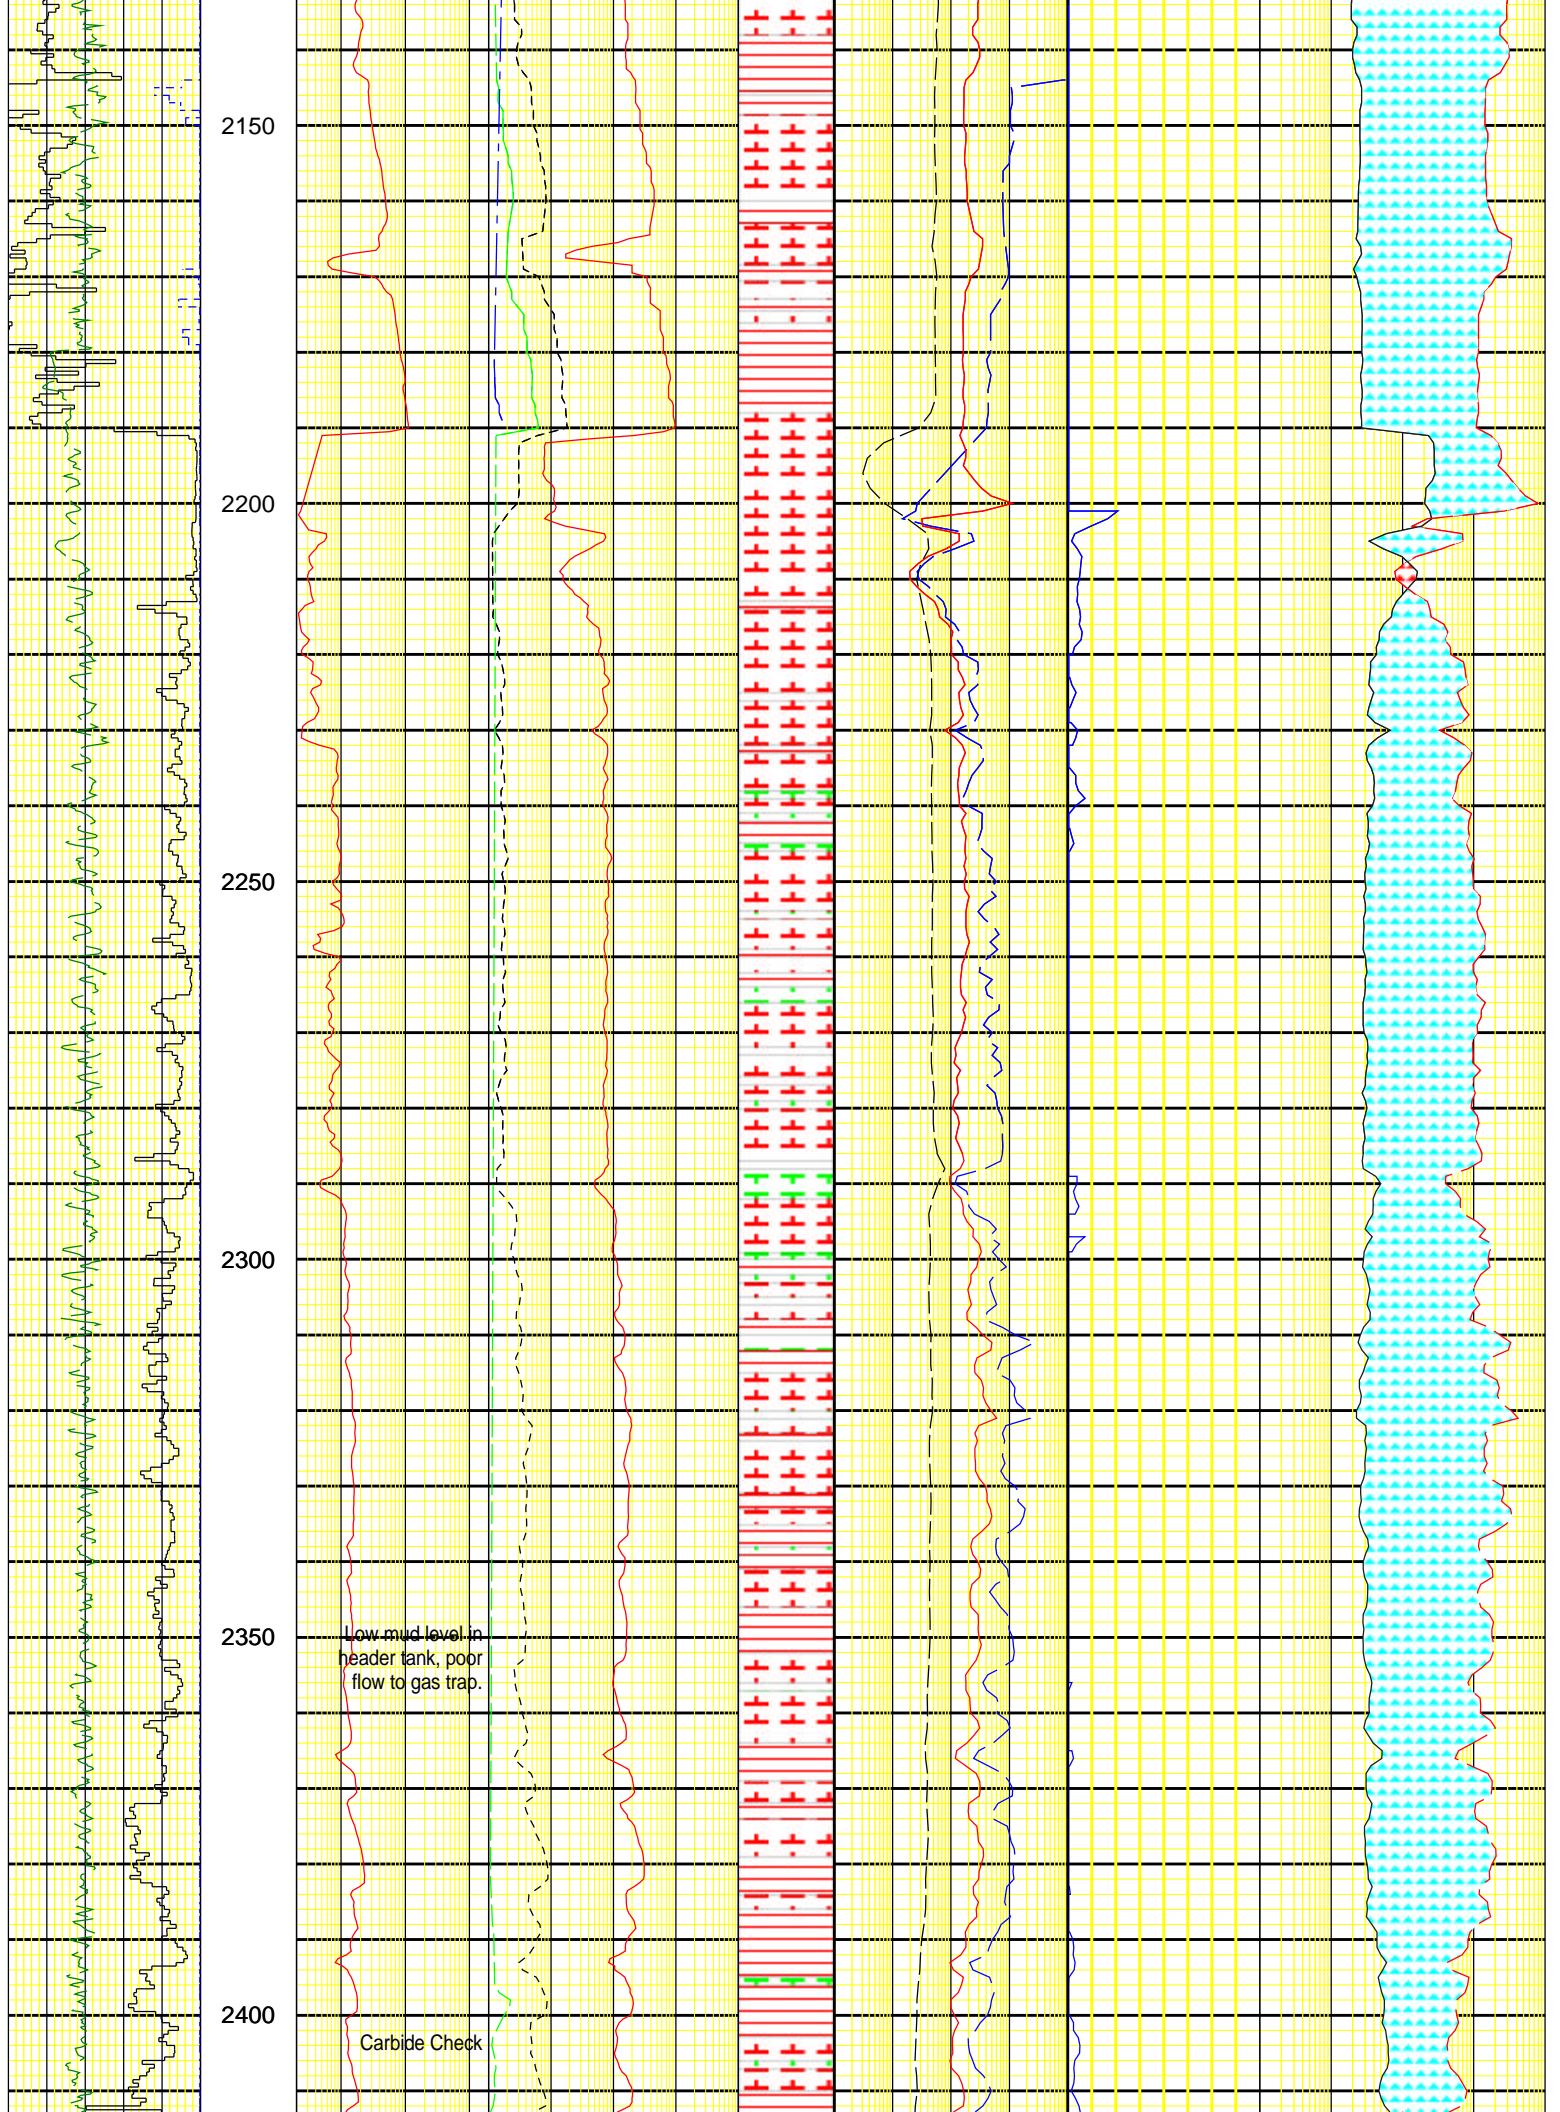 2150
2200
2250
2300
2350
Low mud level in
header tank, poor
flow to gas trap.
2400
Carbide Check